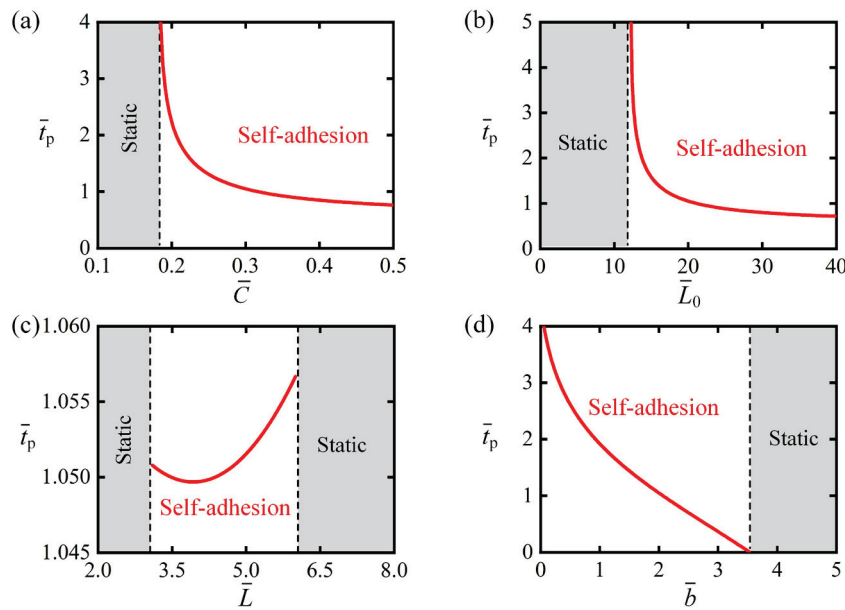 (a)
4
3
2
1
0
t̄p
Static
Self-adhesion
0.1 0.2 0.3 0.4 0.5
C̄
(b)
5
4
3
2
1
0
t̄p
Static
Self-adhesion
0 10 20 30 40
L̄0
(c)
1.060
1.055
1.050
1.045
t̄p
Static
Self-adhesion
Static
2.0 3.5 5.0 6.5 8.0
L̄
(d)
4
3
2
1
0
t̄p
Self-adhesion
Static
0 1 2 3 4 5
b̄